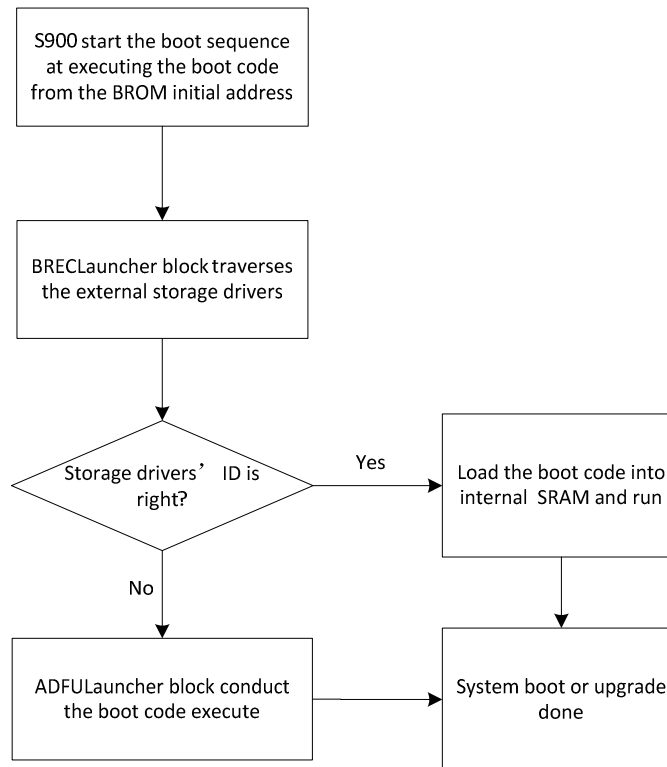 S900 start the boot sequence
at executing the boot code
from the BROM initial address
BRECLauncher block traverses
the external storage drivers
Storage drivers’ ID is
right?
Yes
Load the boot code into
internal SRAM and run
No
ADFULauncher block conduct
the boot code execute
System boot or upgrade
done